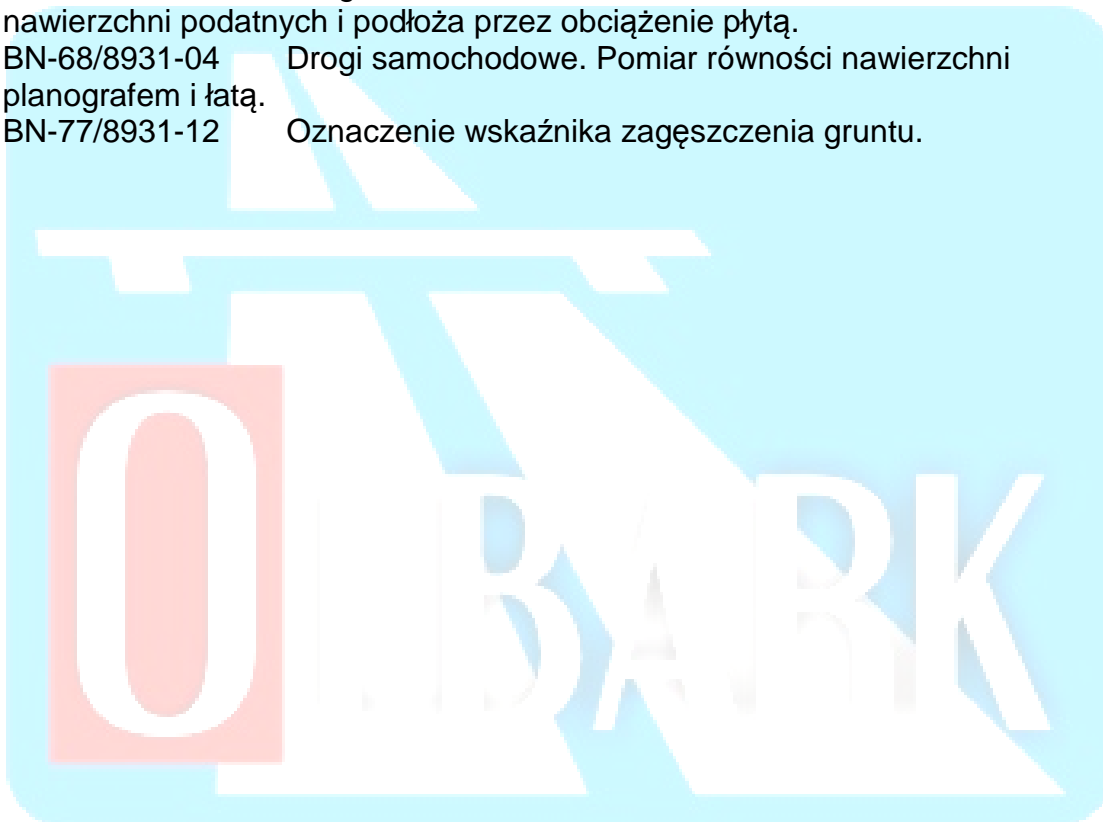 nawierzchni podatnych i podłoża przez obciążenie płytą.
BN-68/8931-04 Drogi samochodowe. Pomiar równości nawierzchni
planografem i łatą.
BN-77/8931-12 Oznaczenie wskaźnika zagęszczenia gruntu.